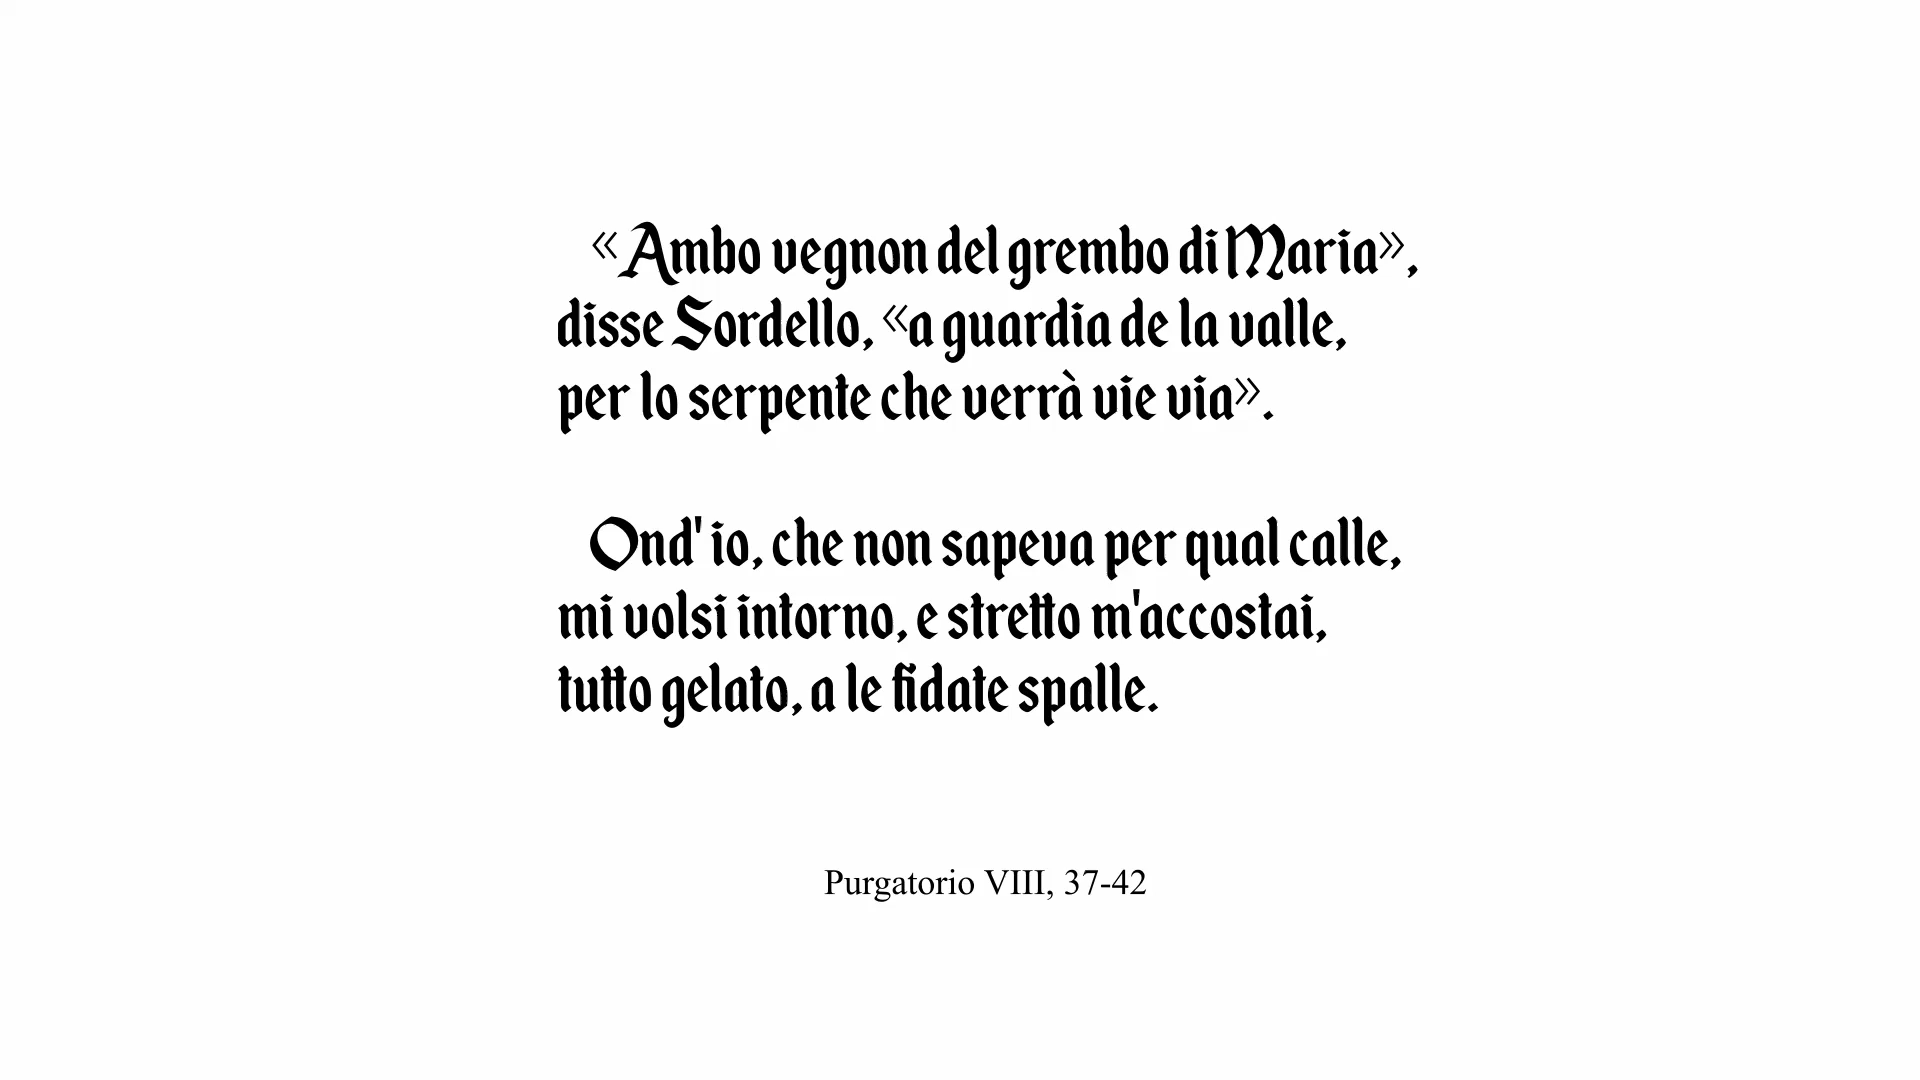 «Ambo vegnon del grembo di Maria»,
disse Sordello, «a guardia de la valle,
per lo serpente che verrà vie via».
Ond' io, che non sapeva per qual calle,
mi volsi intorno, e stretto m'accostai,
tutto gelato, a le fidate spalle.
Purgatorio VIII, 37-42